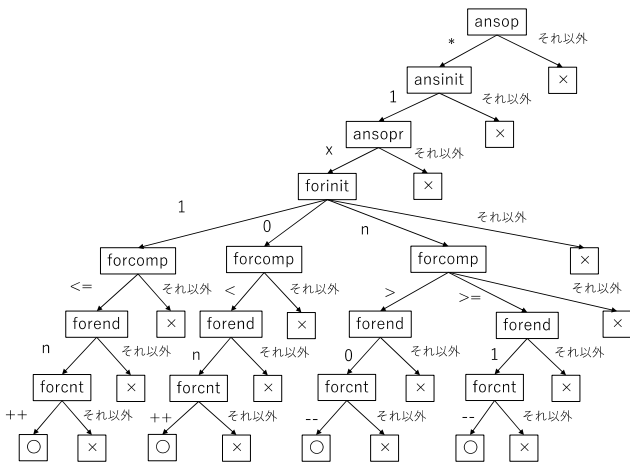 ansop
* それ以外
ansinit ×
1 それ以外
ansopr ×
x それ以外
forinit ×
1 0 n それ以外
forcomp forcomp forcomp ×
<= それ以外 < それ以外 > >= それ以外
forend × forend × forend forend ×
n それ以外 n それ以外 0 それ以外 1 それ以外
forcnt × forcnt × forcnt × forcnt ×
++ それ以外 ++ それ以外 -- それ以外 -- それ以外
○ × ○ × ○ × ○ ×